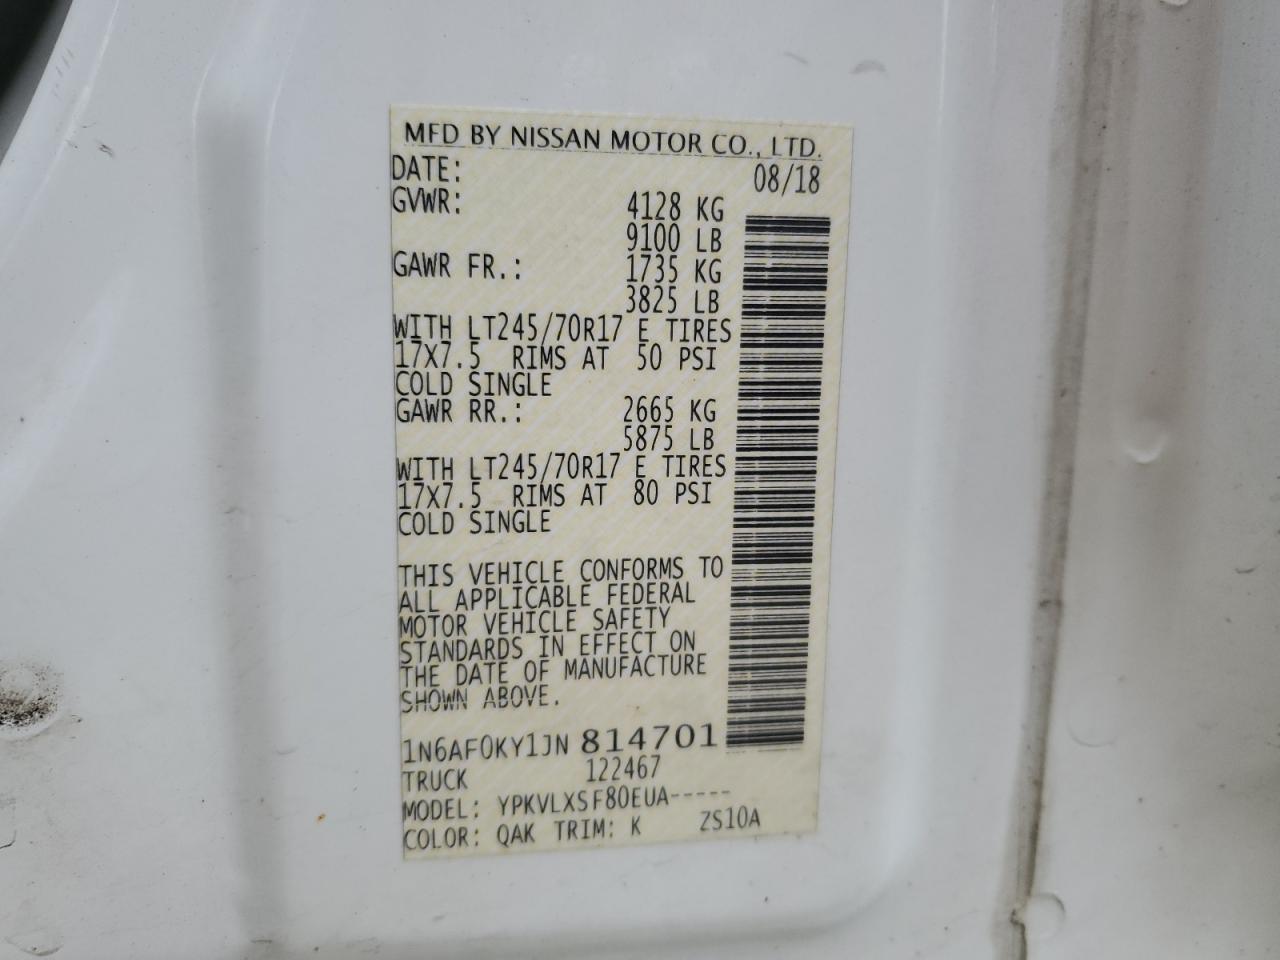 MFD BY NISSAN MOTOR CO., LTD.
DATE: 08/18
GVWR: 4128 KG
9100 LB
GAWR FR.: 1735 KG
3825 LB
WITH LT245/70R17 E TIRES
17X7.5 RIMS AT 50 PSI
COLD SINGLE
GAWR RR.: 2665 KG
5875 LB
WITH LT245/70R17 E TIRES
17X7.5 RIMS AT 80 PSI
COLD SINGLE
THIS VEHICLE CONFORMS TO
ALL APPLICABLE FEDERAL
MOTOR VEHICLE SAFETY
STANDARDS IN EFFECT ON
THE DATE OF MANUFACTURE
SHOWN ABOVE.
1N6AF0KY1JN 814701
TRUCK 122467
MODEL: YPKVLXSF80EUA-----
COLOR: QAK TRIM: K ZS10A